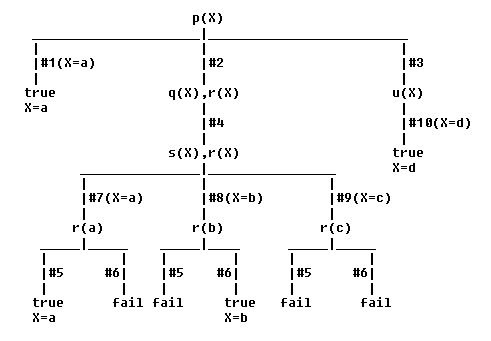 p(X)
#1(X=a) #2 #3
true q(X),r(X) u(X)
X=a
#4 #10(X=d)
s(X),r(X) true
X=d
#7(X=a) #8(X=b) #9(X=c)
r(a) r(b) r(c)
#5 #6 #5 #6 #5 #6
true fail fail true fail fail
X=a X=b